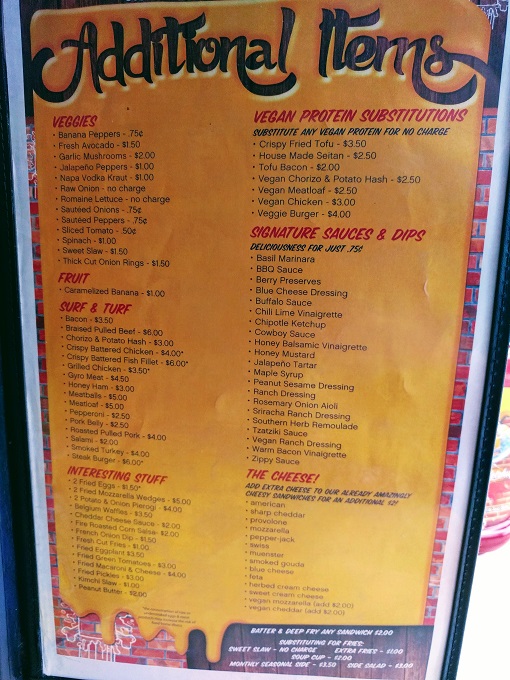 Additional Items
VEGGIES
· Banana Peppers - .75¢
· Fresh Avocado - $1.50
· Garlic Mushrooms - $2.00
· Jalapeño Peppers - $1.00
· Napa Vodka Kraut - $1.00
· Raw Onion - no charge
· Romaine Lettuce - no charge
· Sautéed Onions - .75¢
· Sautéed Peppers - .75¢
· Sliced Tomato - .50¢
· Spinach - $1.00
· Sweet Slaw - $1.50
· Thick Cut Onion Rings - $1.50
FRUIT
· Caramelized Banana - $1.00
SURF & TURF
· Bacon - $3.50
· Braised Pulled Beef - $6.00
· Chorizo & Potato Hash - $3.00
· Crispy Battered Chicken - $4.00*
· Crispy Battered Fish Fillet - $6.00*
· Grilled Chicken - $3.50*
· Gyro Meat - $4.50
· Honey Ham - $3.00
· Meatballs - $5.00
· Meatloaf - $5.00
· Pepperoni - $2.50
· Pork Belly - $2.50
· Roasted Pulled Pork - $4.00
· Salami - $2.00
· Smoked Turkey - $4.00
· Steak Burger - $6.00*
INTERESTING STUFF
· 2 Fried Eggs - $1.50*
· 2 Fried Mozzarella Wedges - $5.00
· 2 Potato & Onion Pierogi - $4.00
· Belgium Waffles - $3.50
· Cheddar Cheese Sauce - $2.00
· Fire Roasted Corn Salsa - $2.00
· French Onion Dip - $1.50
· Fresh Cut Fries - $1.00
· Fried Eggplant $3.50
· Fried Green Tomatoes - $3.00
· Fried Macaroni & Cheese - $4.00
· Fried Pickles - $3.00
· Kimchi Slaw - $1.00
· Peanut Butter - $2.00
VEGAN PROTEIN SUBSTITUTIONS
SUBSTITUTE ANY VEGAN PROTEIN FOR NO CHARGE
· Crispy Fried Tofu - $3.50
· House Made Seitan - $2.50
· Tofu Bacon - $2.00
· Vegan Chorizo & Potato Hash - $2.50
· Vegan Meatloaf - $2.50
· Vegan Chicken - $3.00
· Veggie Burger - $4.00
SIGNATURE SAUCES & DIPS
DELICIOUSNESS FOR JUST .75¢
· Basil Marinara
· BBQ Sauce
· Berry Preserves
· Blue Cheese Dressing
· Buffalo Sauce
· Chili Lime Vinaigrette
· Chipotle Ketchup
· Cowboy Sauce
· Honey Balsamic Vinaigrette
· Honey Mustard
· Jalapeño Tartar
· Maple Syrup
· Peanut Sesame Dressing
· Ranch Dressing
· Rosemary Onion Aioli
· Sriracha Ranch Dressing
· Southern Herb Remoulade
· Tzatziki Sauce
· Vegan Ranch Dressing
· Warm Bacon Vinaigrette
· Zippy Sauce
THE CHEESE!
ADD EXTRA CHEESE TO OUR ALREADY AMAZINGLY
CHEESY SANDWICHES FOR AN ADDITIONAL
· american
· sharp cheddar
· provolone
· mozzarella
· pepper-jack
· swiss
· muenster
· smoked gouda
· blue cheese
· feta
· herbed cream cheese
· sweet cream cheese
· vegan mozzarella (add $2.00)
· vegan cheddar (add $2.00)
BATTER & DEEP FRY ANY SANDWICH $2.00
SUBSTITUTING FOR FRIES:
SWEET SLAW - NO CHARGE EXTRA FRIES - $1.00
SOUP CUP - $2.00
MONTHLY SEASONAL SIDE - $3.50 SIDE SALAD - $3.00